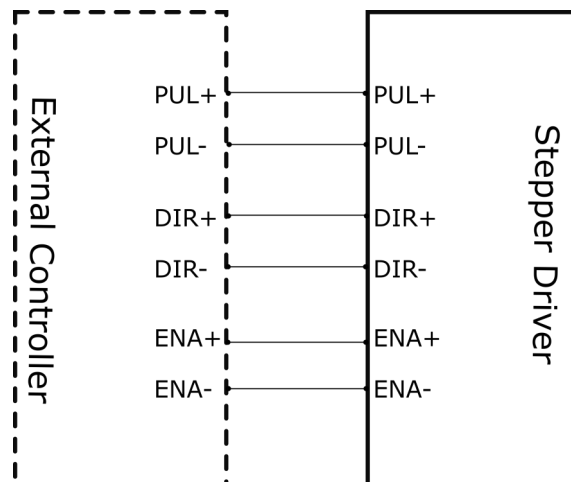 External Controller
PUL+
PUL-
DIR+
DIR-
ENA+
ENA-
PUL+
PUL-
DIR+
DIR-
ENA+
ENA-
Stepper Driver